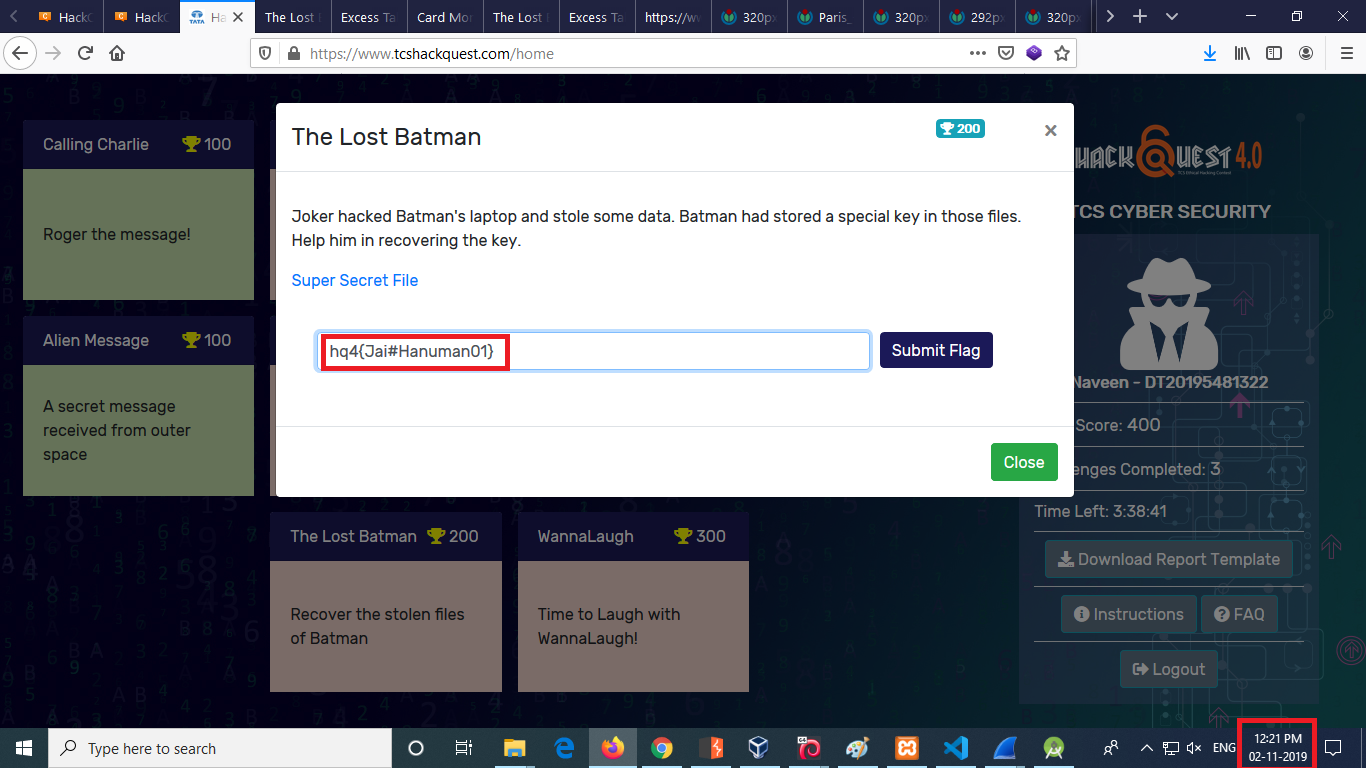 HackQ
HackQ
Ha
The Lost
Excess Ta
Card Mor
The Lost
Excess Ta
https://w
320px
Paris_
320px
292px
320px
https://www.tcshackquest.com/home
The Lost Batman
200
×
Joker hacked Batman's laptop and stole some data. Batman had stored a special key in those files.
Help him in recovering the key.
Super Secret File
hq4{Jai#Hanuman01}
Submit Flag
Close
Calling Charlie 100
Roger the message!
Alien Message 100
A secret message
received from outer
space
The Lost Batman 200
Recover the stolen files
of Batman
WannaLaugh 300
Time to Laugh with
WannaLaugh!
HACKQUEST 4.0
TCS Ethical Hacking Contest
TCS CYBER SECURITY
Naveen - DT20195481322
Score: 400
enges Completed: 3
Time Left: 3:38:41
Download Report Template
Instructions
FAQ
Logout
Type here to search
ENG
12:21 PM
02-11-2019